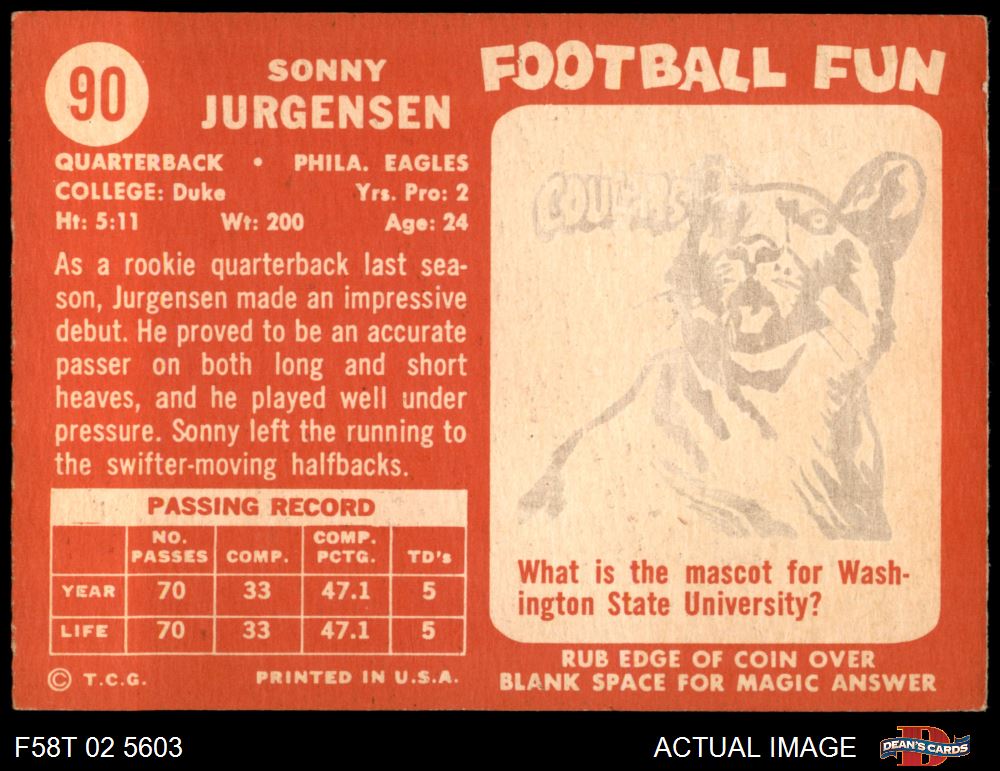 90
SONNY
JURGENSEN
QUARTERBACK • PHILA. EAGLES
COLLEGE: Duke Yrs. Pro: 2
Ht: 5:11 Wt: 200 Age: 24
As a rookie quarterback last sea-
son, Jurgensen made an impressive
debut. He proved to be an accurate
passer on both long and short
heaves, and he played well under
pressure. Sonny left the running to
the swifter-moving halfbacks.
PASSING RECORD
NO. PASSES COMP. COMP. PCTG. TD's
YEAR 70 33 47.1 5
LIFE 70 33 47.1 5
© T.C.G. PRINTED IN U.S.A.
FOOTBALL FUN
COUGARS
What is the mascot for Wash-
ington State University?
RUB EDGE OF COIN OVER
BLANK SPACE FOR MAGIC ANSWER
F58T 02 5603
ACTUAL IMAGE
DEAN'S CARDS